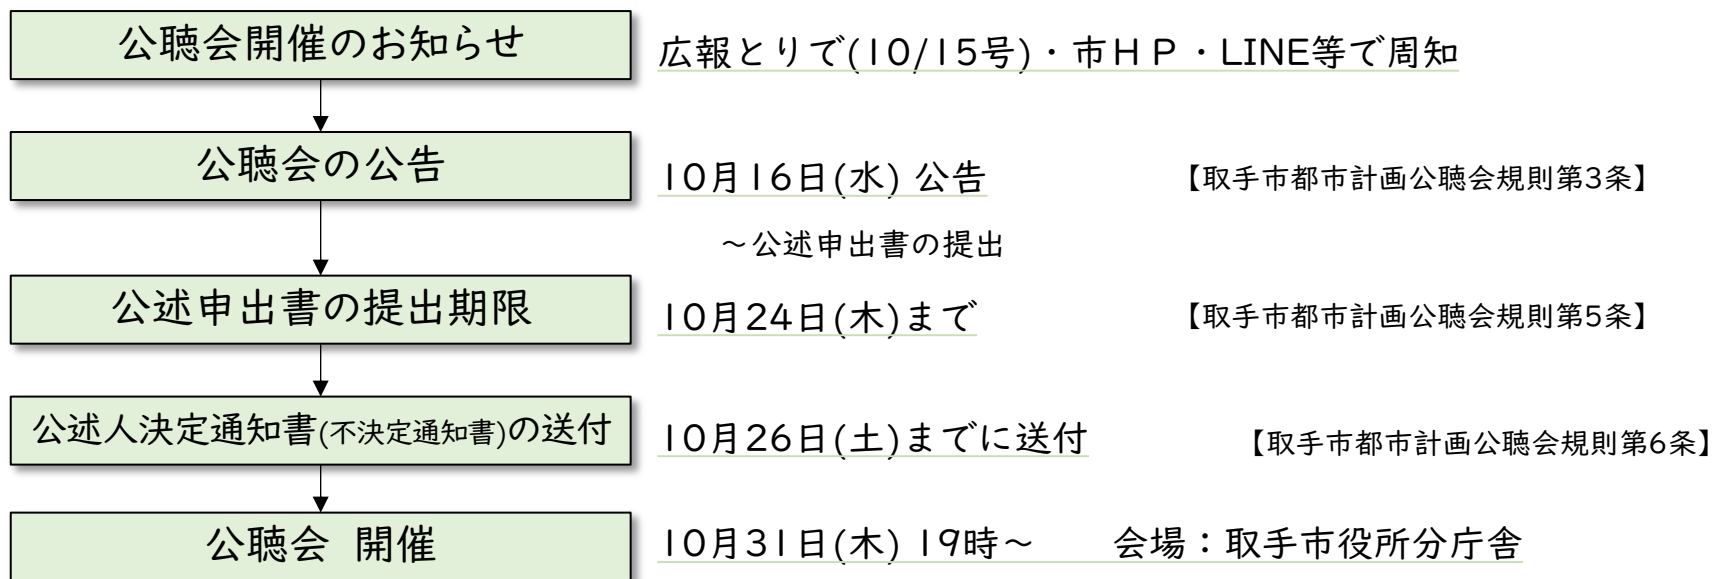 公聴会開催のお知らせ
広報とりで(10/15号)・市ＨＰ・LINE等で周知
公聴会の公告
10月16日(水) 公告
【取手市都市計画公聴会規則第3条】
～公述申出書の提出
公述申出書の提出期限
10月24日(木)まで
【取手市都市計画公聴会規則第5条】
公述人決定通知書(不決定通知書)の送付
10月26日(土)までに送付
【取手市都市計画公聴会規則第6条】
公聴会 開催
10月31日(木) 19時～　会場：取手市役所分庁舎